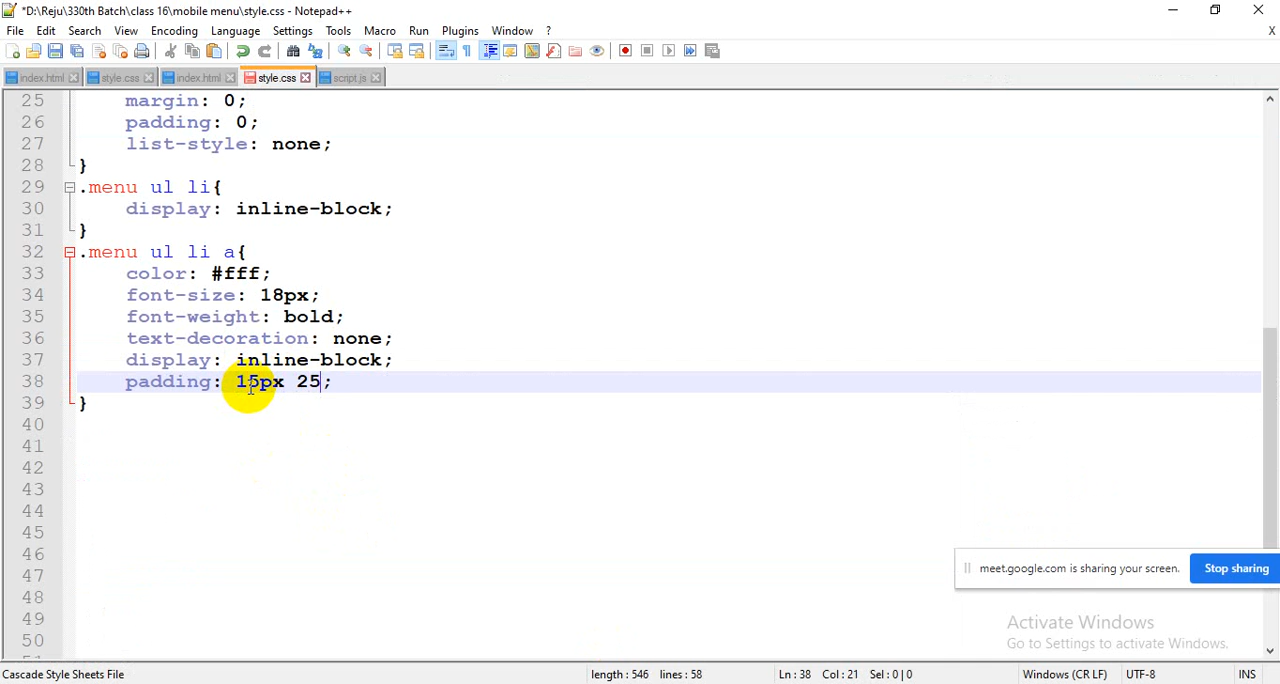 *D:\Reju\330th Batch\class 16\mobile menu\style.css - Notepad++
File Edit Search View Encoding Language Settings Tools Macro Run Plugins Window ? X
index.html style.css index.html style.css script.js
25 margin: 0;
26 padding: 0;
27 list-style: none;
28 }
29 .menu ul li{
30 display: inline-block;
31 }
32 .menu ul li a{
33 color: #fff;
34 font-size: 18px;
35 font-weight: bold;
36 text-decoration: none;
37 display: inline-block;
38 padding: 15px 25;
39 }
40
41
42
43
44
45
46
47
48
49
50
meet.google.com is sharing your screen. Stop sharing
Activate Windows
Go to Settings to activate Windows.
Cascade Style Sheets File length : 546 lines : 58 Ln : 38 Col : 21 Sel : 0 | 0 Windows (CR LF) UTF-8 INS